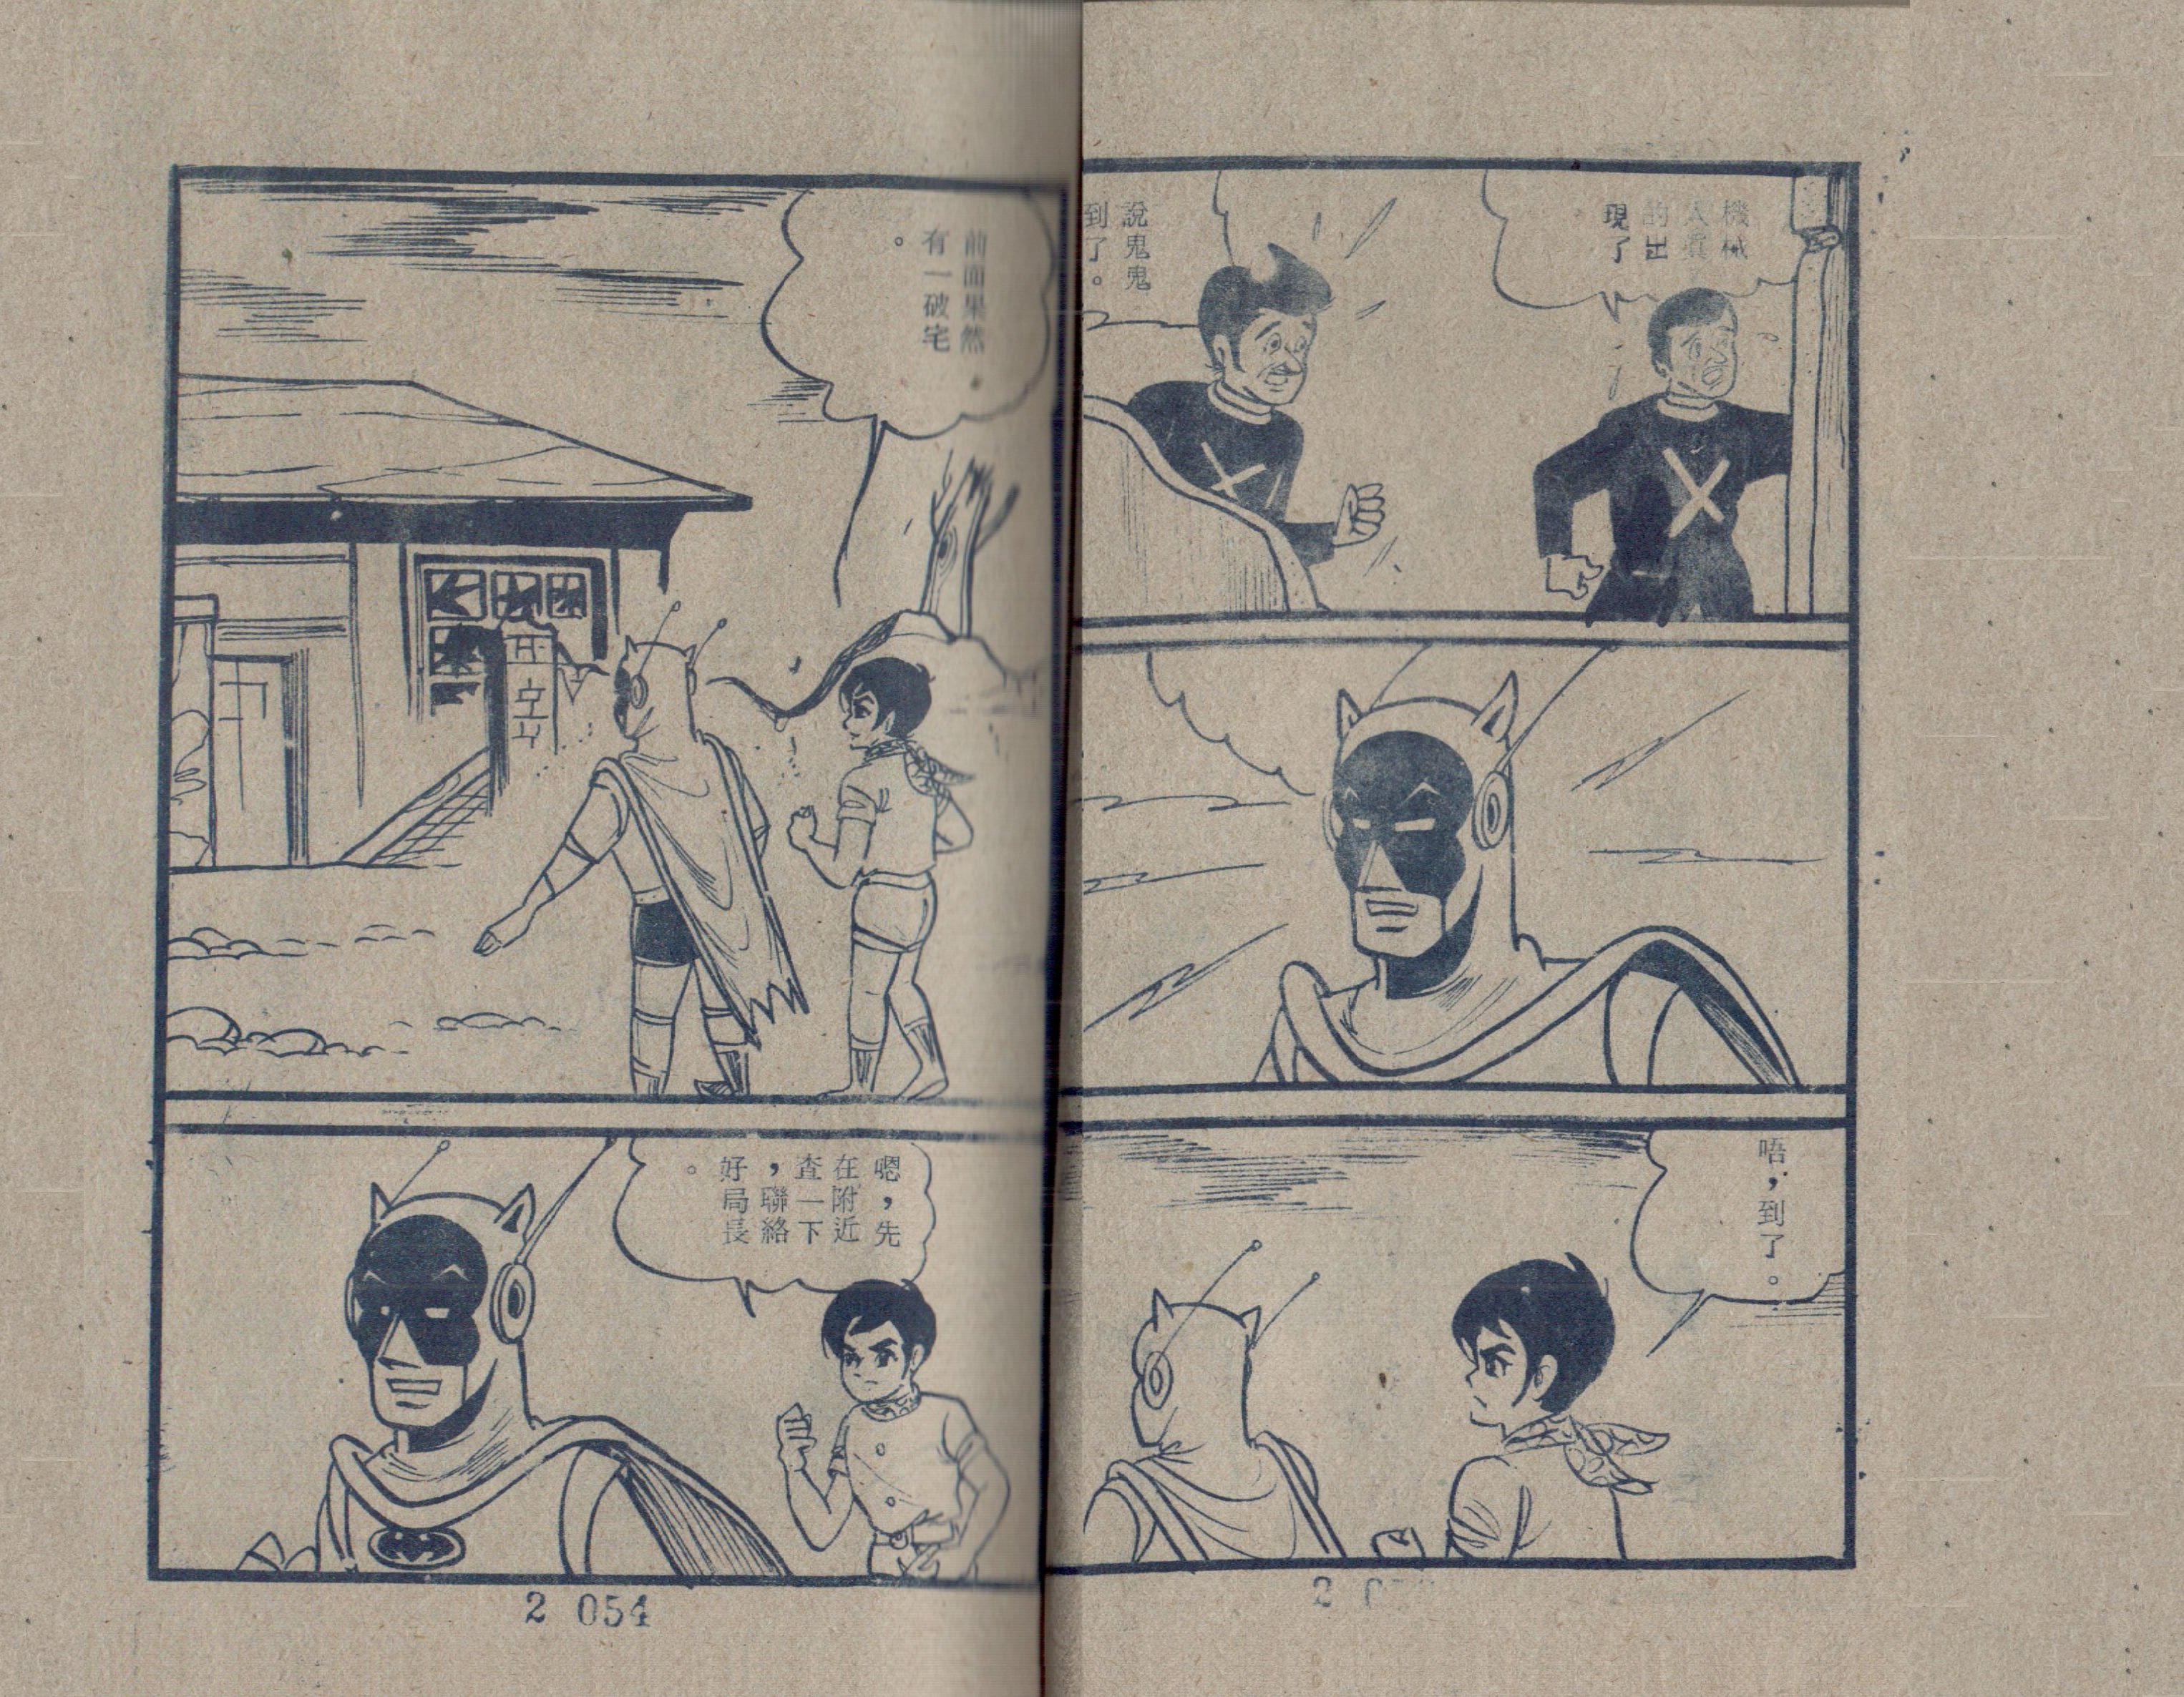 機械
人真
的出
現了
說鬼鬼
到了。
唔,到了。
2
前面果然
有一破宅
。
嗯,先
在附近
查一下
,聯絡
好局長
。
2 054